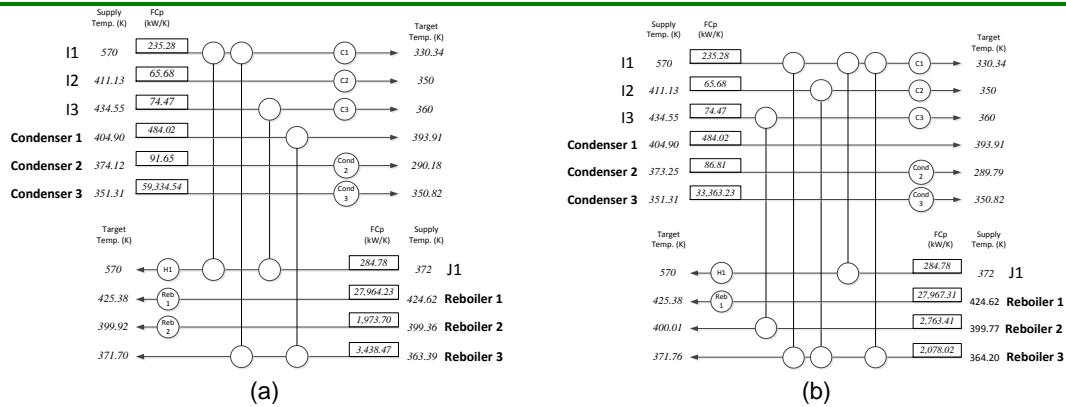 Supply
Temp. (K)
FCp
(kW/K)
Target
Temp. (K)
I1 570 235.28 C1 330.34
I2 411.13 65.68 C2 350
I3 434.55 74.47 C3 360
Condenser 1 404.90 484.02 393.91
Condenser 2 374.12 91.65 Cond 2 290.18
Condenser 3 351.31 59,334.54 Cond 3 350.82
Target
Temp. (K)
FCp
(kW/K)
Supply
Temp. (K)
570 H1 284.78 372 J1
425.38 Reb 1 27,964.23 424.62 Reboiler 1
399.92 Reb 2 1,973.70 399.36 Reboiler 2
371.70 3,438.47 363.39 Reboiler 3
(a)
Supply
Temp. (K)
FCp
(kW/K)
Target
Temp. (K)
I1 570 235.28 C1 330.34
I2 411.13 65.68 C2 350
I3 434.55 74.47 C3 360
Condenser 1 404.90 484.02 393.91
Condenser 2 373.25 86.81 Cond 2 289.79
Condenser 3 351.31 33,363.23 Cond 3 350.82
Target
Temp. (K)
FCp
(kW/K)
Supply
Temp. (K)
570 H1 284.78 372 J1
425.38 Reb 1 27,967.31 424.62 Reboiler 1
400.01 2,763.41 399.77 Reboiler 2
371.76 2,078.02 364.20 Reboiler 3
(b)